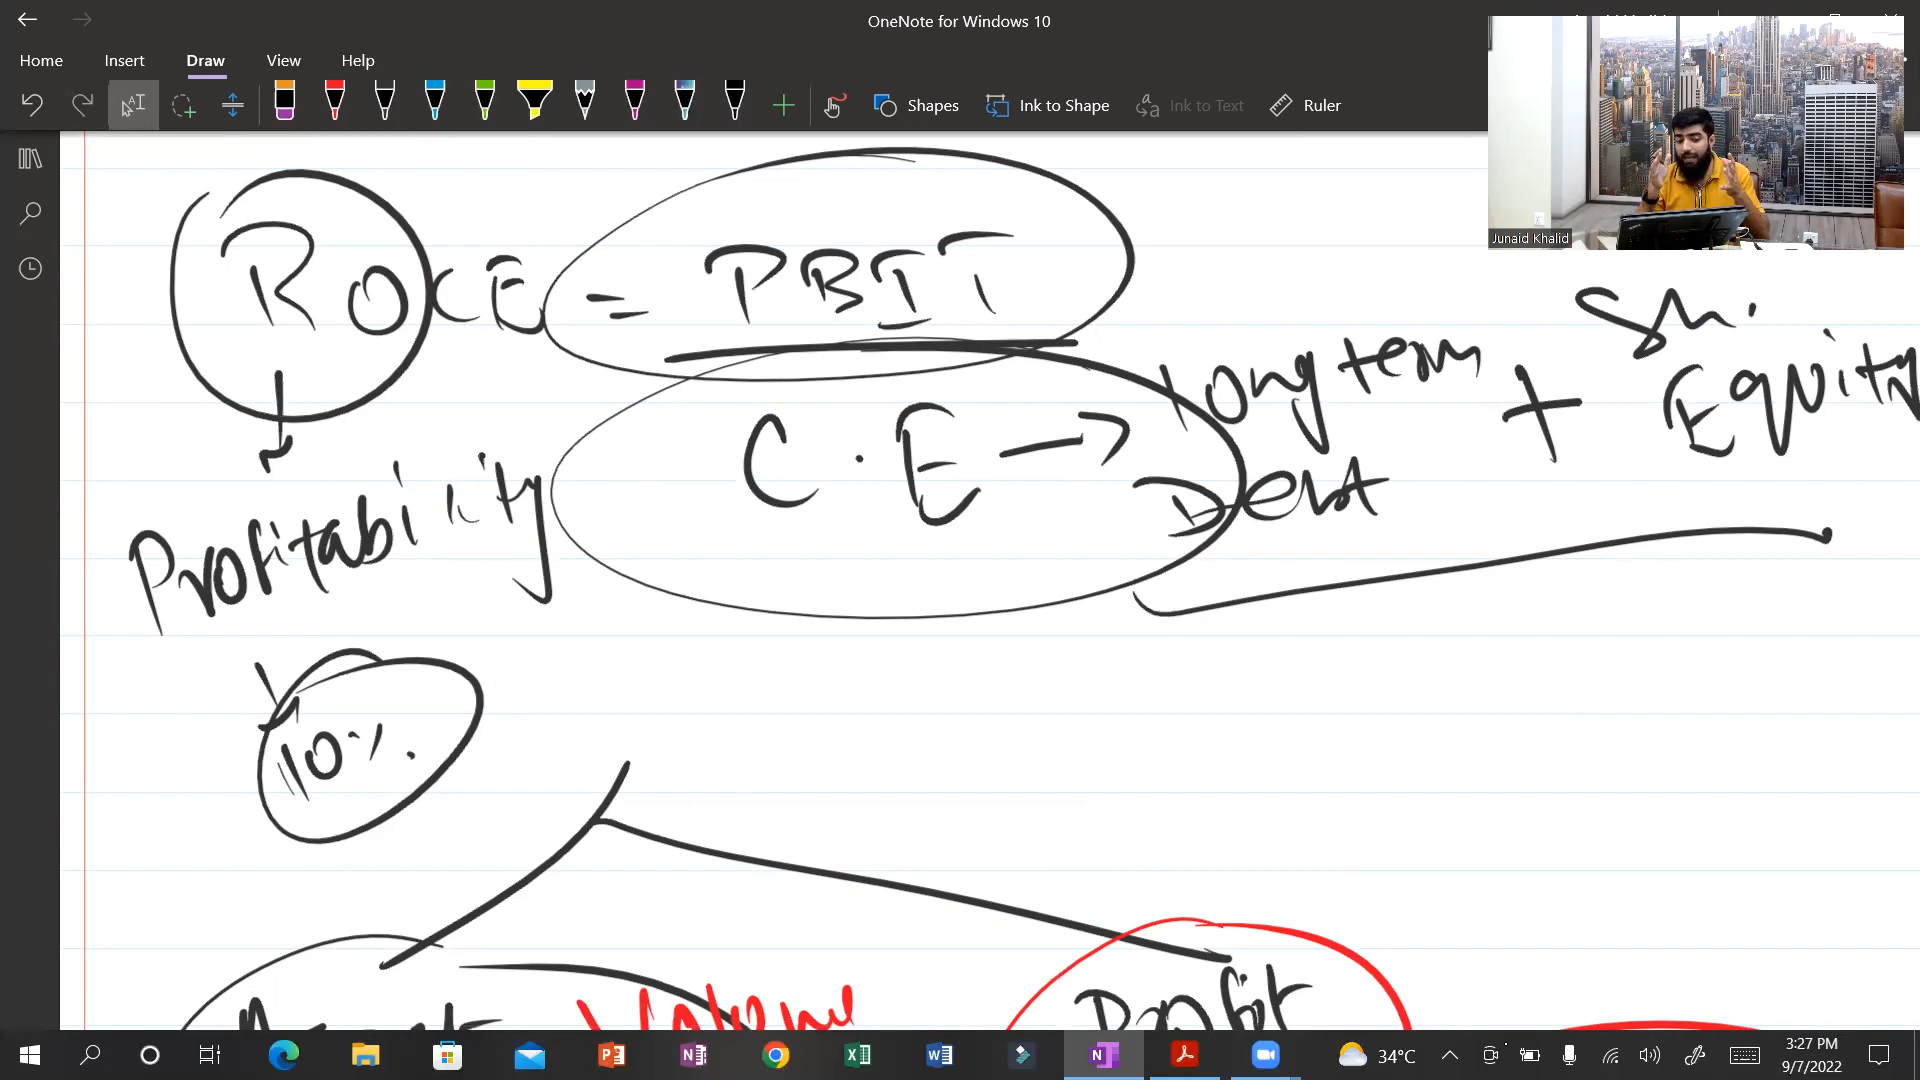 OneNote for Windows 10
Home Insert Draw View Help
Shapes Ink to Shape Ink to Text Ruler
Junaid Khalid
ROCE = PBIT
C.E → Long term Debt + Sh. Equity
Profitability
10%.
Volume
Profit
34°C
3:27 PM
9/7/2022